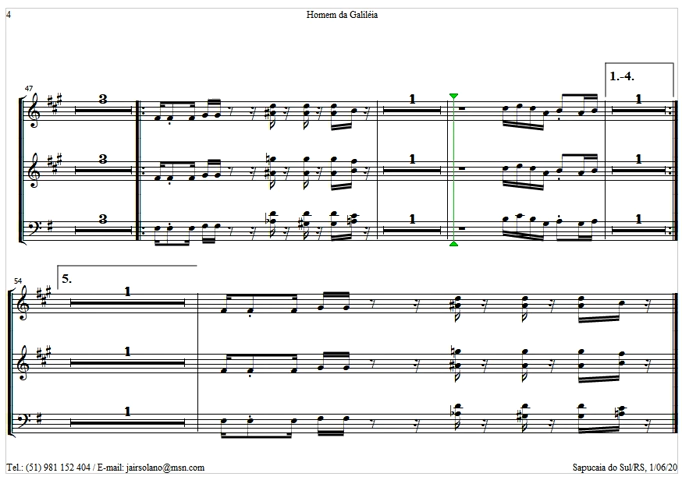 4
Homem da Galiléia
1.-4.
47
3 1 1
3 1 1
3 1 1
5.
54
1
1
1
Tel.: (51) 981 152 404 / E-mail: jairsolano@msn.com
Sapucaia do Sul/RS, 1/06/20